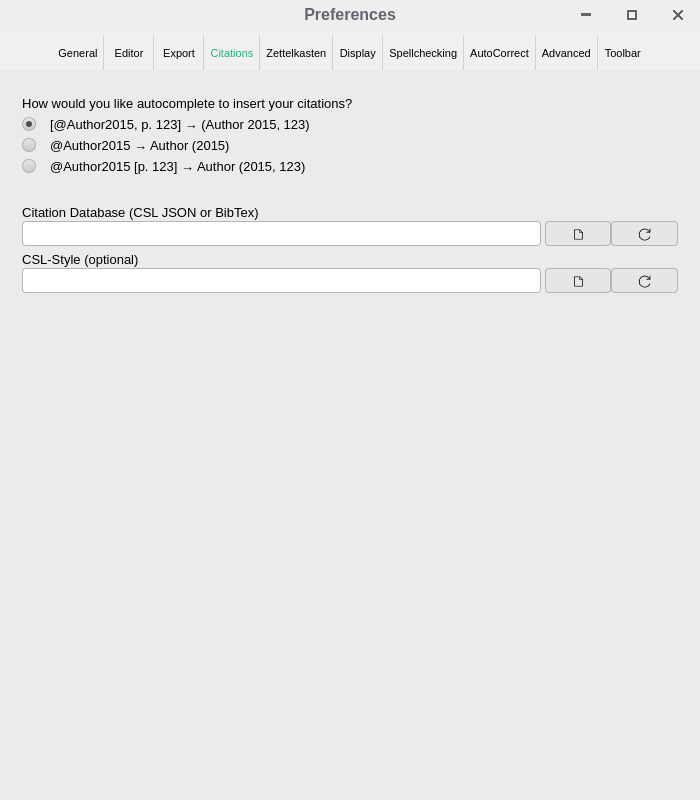 Preferences
General Editor Export Citations Zettelkasten Display Spellchecking AutoCorrect Advanced Toolbar
How would you like autocomplete to insert your citations?
[@Author2015, p. 123] → (Author 2015, 123)
@Author2015 → Author (2015)
@Author2015 [p. 123] → Author (2015, 123)
Citation Database (CSL JSON or BibTex)
CSL-Style (optional)